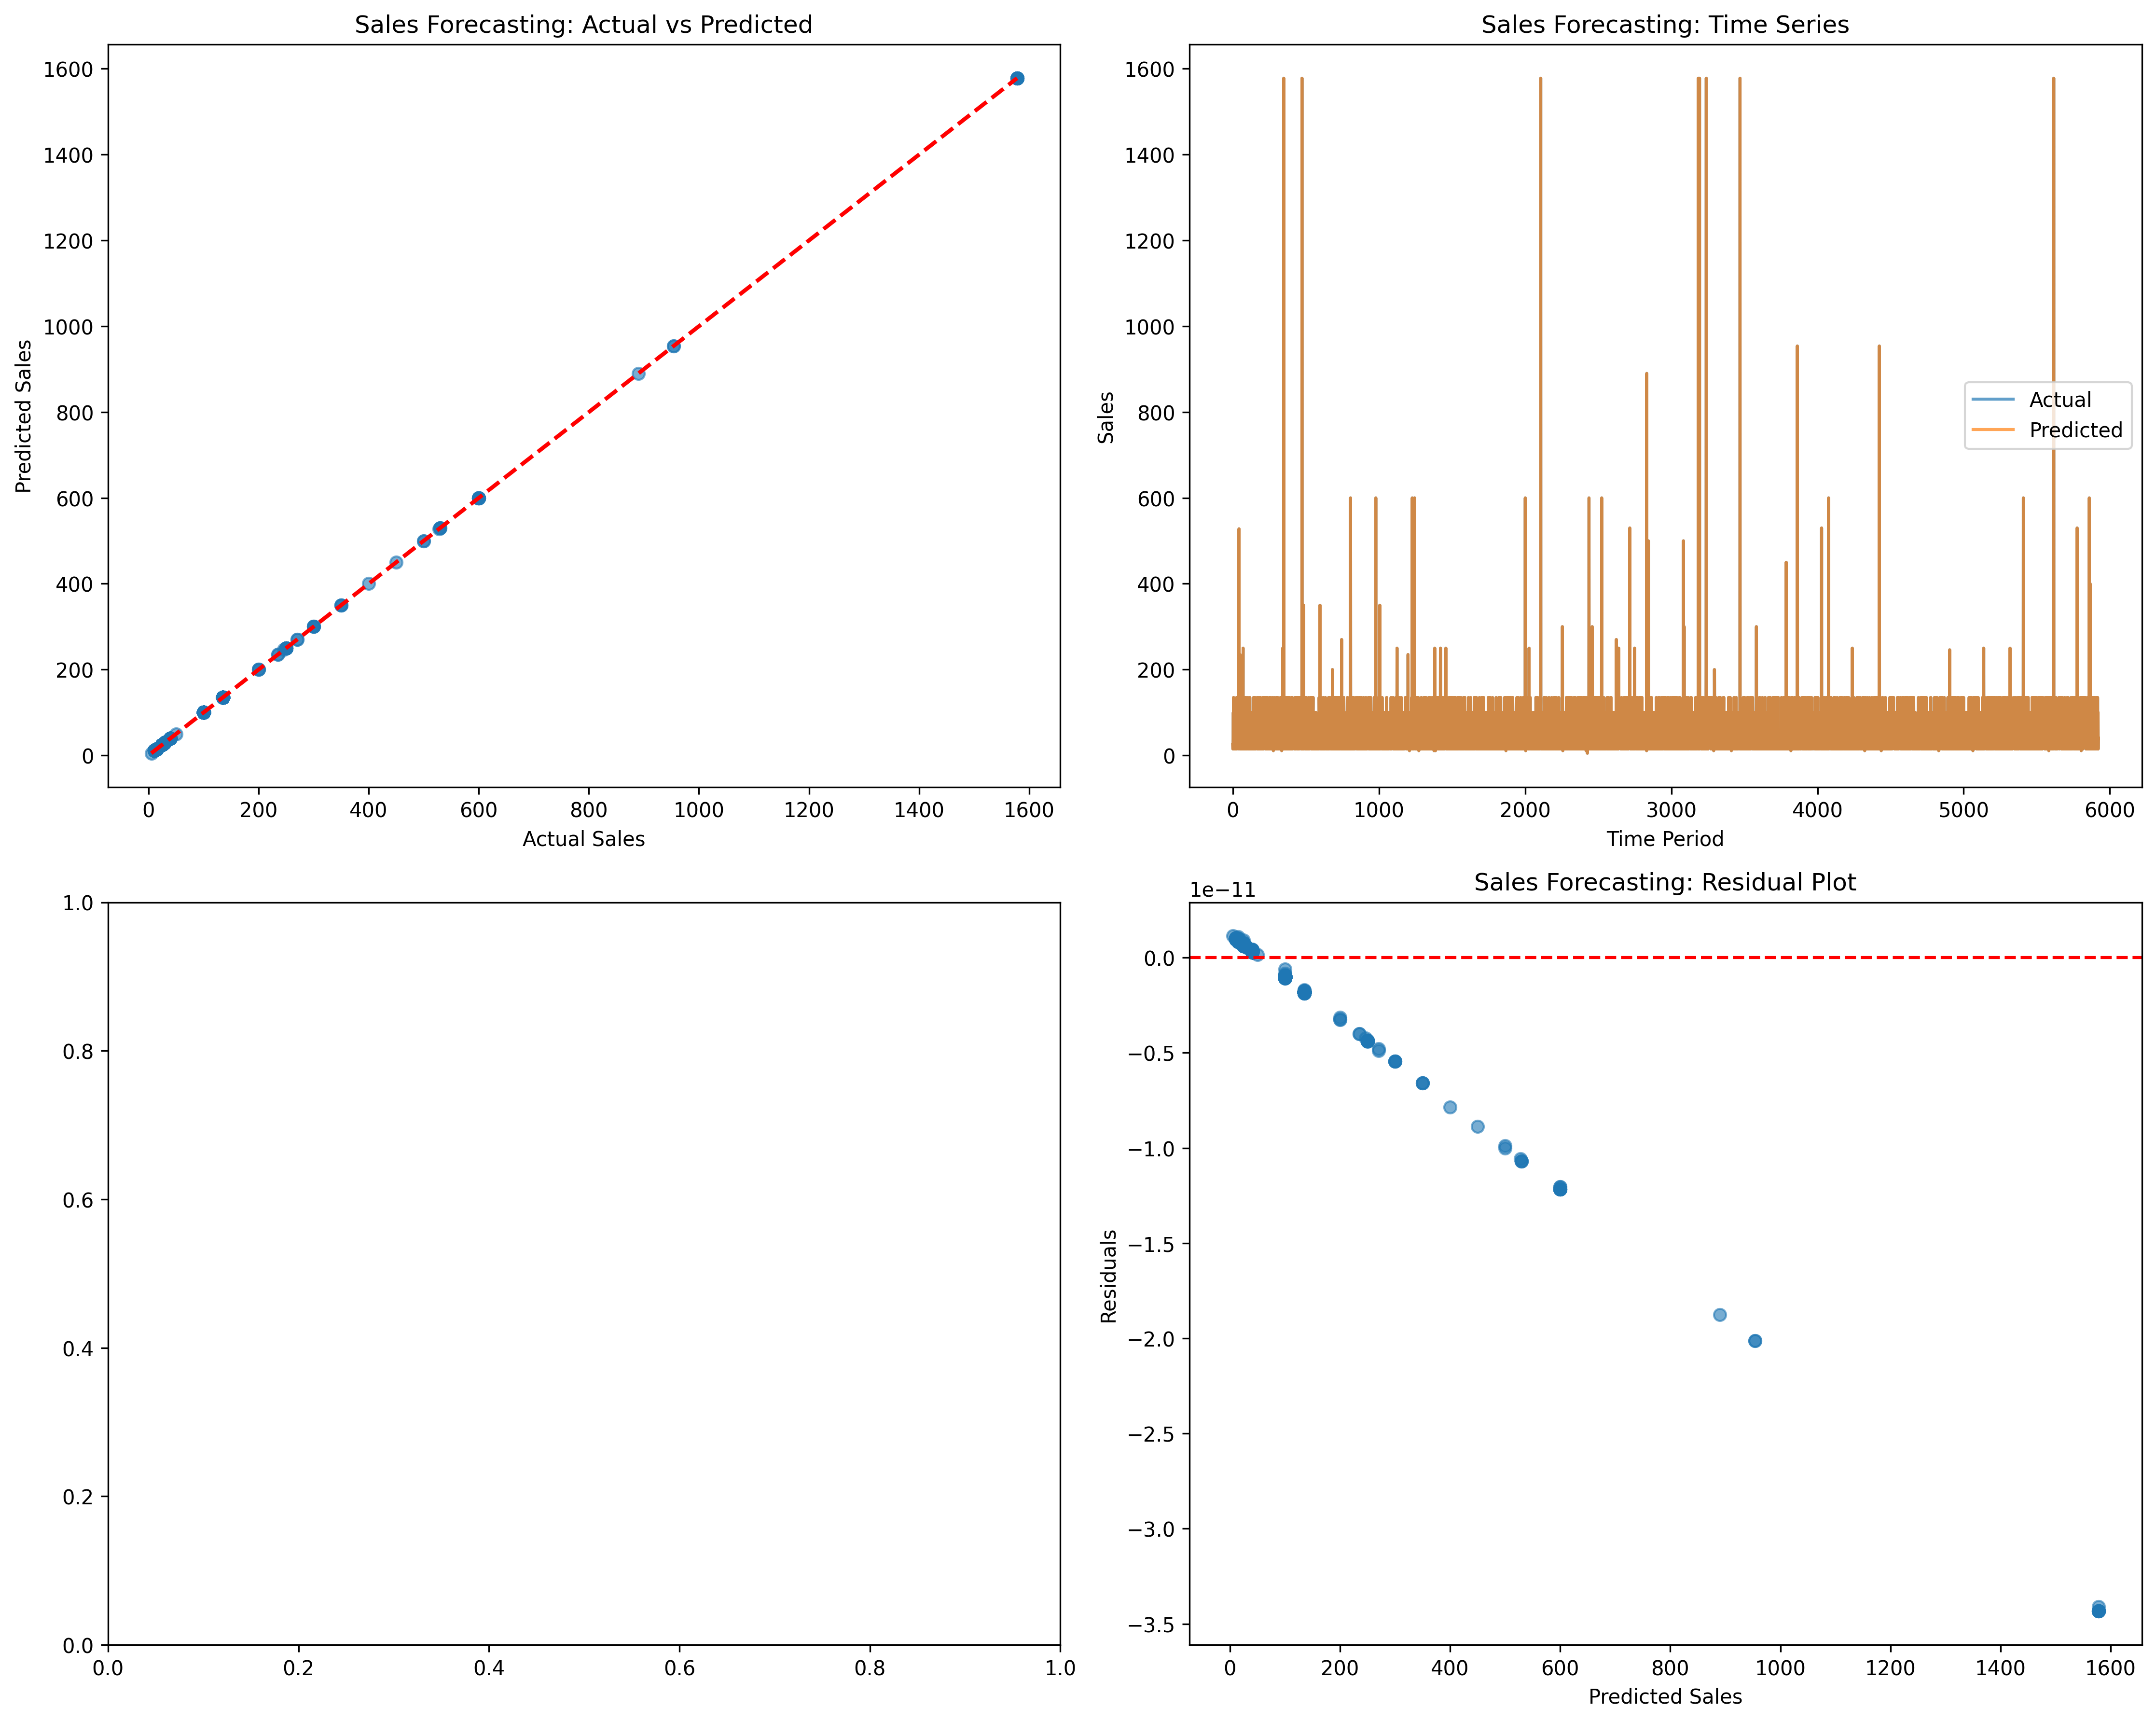 Sales Forecasting: Actual vs Predicted
1600
1400
1200
1000
800
600
400
200
0
Predicted Sales
0 200 400 600 800 1000 1200 1400 1600
Actual Sales
Sales Forecasting: Time Series
1600
1400
1200
1000
800
600
400
200
0
Sales
Actual
Predicted
0 1000 2000 3000 4000 5000 6000
Time Period
1.0
0.8
0.6
0.4
0.2
0.0
0.0 0.2 0.4 0.6 0.8 1.0
Sales Forecasting: Residual Plot
1e−11
0.0
−0.5
−1.0
−1.5
−2.0
−2.5
−3.0
−3.5
Residuals
0 200 400 600 800 1000 1200 1400 1600
Predicted Sales